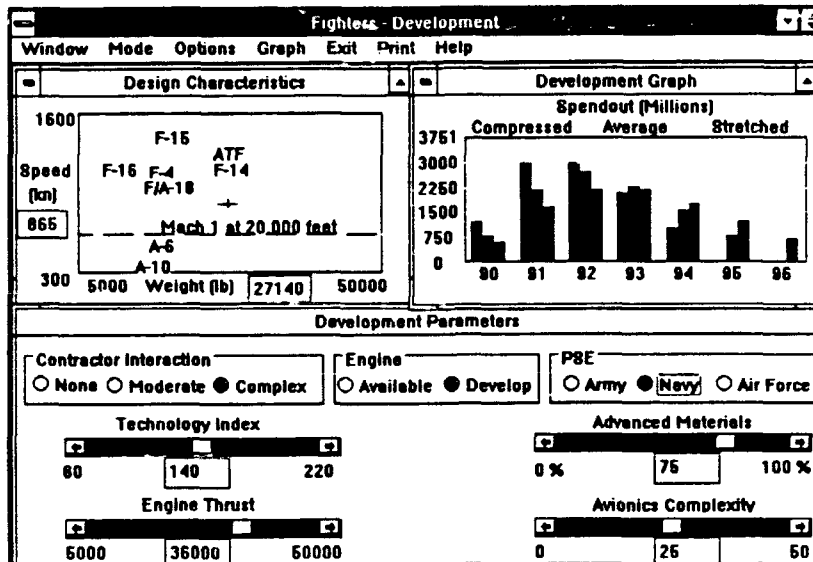 Fighters - Development
Window Mode Options Graph Exit Print Help
Design Characteristics
1600
F-15
ATF
F-16 F-4 F-14
F/A-18
Speed
(kn)
865
Mach 1 at 20,000 feet
A-6
A-10
300
5000 Weight (lb) 27140 50000
Development Graph
Spendout (Millions)
Compressed Average Stretched
3751
3000
2250
1500
750
0
90 91 92 93 94 95 96
Development Parameters
Contractor Interaction
None Moderate Complex
Engine
Available Develop
PSE
Army Navy Air Force
Technology Index
60 140 220
Advanced Materials
0 % 75 100 %
Engine Thrust
5000 36000 50000
Avionics Complexity
0 25 50